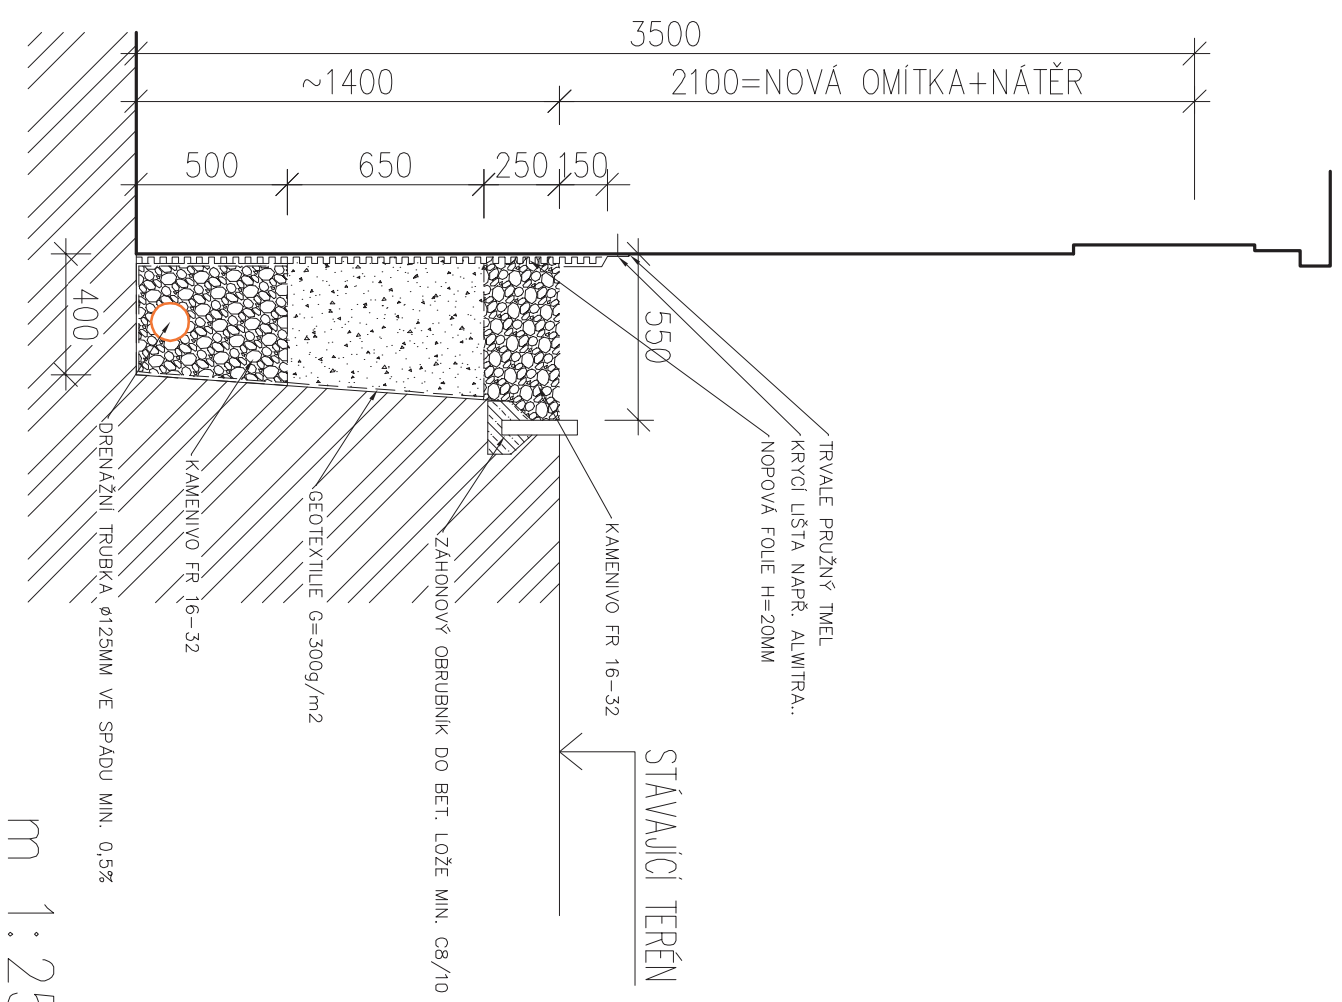 3500
~1400
2100=NOVÁ OMÍTKA+NÁTĚR
500
650
250
150
400
550
TRVALE PRUŽNÝ TMEL
KRYCÍ LIŠTA NAPŘ. ALWITRA..
NOPOVÁ FOLIE H=20MM
KAMENIVO FR 16-32
ZÁHONOVÝ OBRUBNÍK DO BET. LOŽE MIN. C8/10
GEOTEXTILIE G=300g/m2
KAMENIVO FR 16-32
DRENÁŽNÍ TRUBKA Ø125MM VE SPÁDU MIN. 0,5%
STÁVAJÍCÍ TERÉN
m 1:25